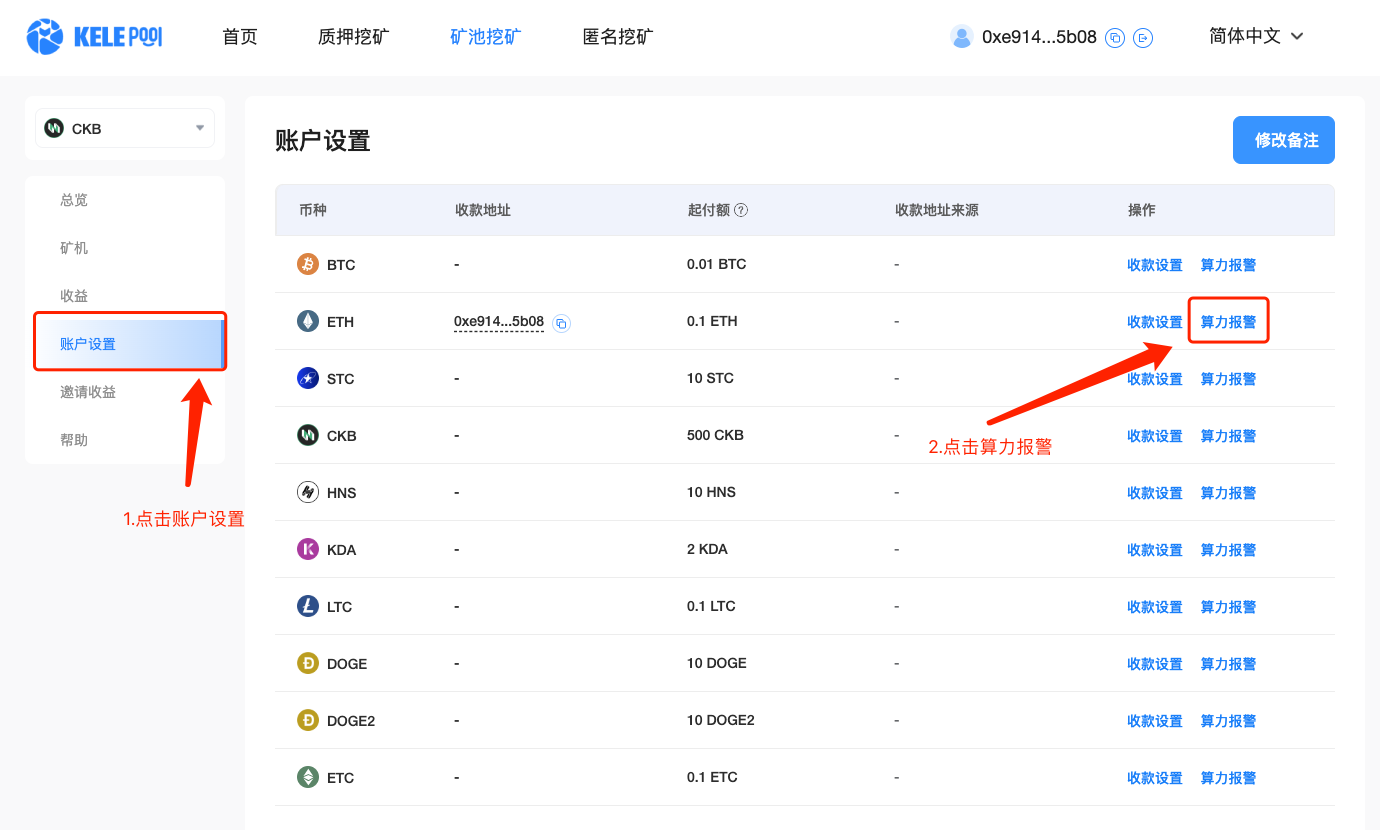 KELE POOl
首页
质押挖矿
矿池挖矿
匿名挖矿
0xe914...5b08
简体中文
CKB
总览
矿机
收益
账户设置
邀请收益
帮助
1.点击账户设置
账户设置
修改备注
币种 收款地址 起付额 ? 收款地址来源 操作
BTC - 0.01 BTC - 收款设置 算力报警
ETH 0xe914...5b08 0.1 ETH - 收款设置 算力报警
STC - 10 STC - 收款设置 算力报警
CKB - 500 CKB - 收款设置 算力报警
2.点击算力报警
HNS - 10 HNS - 收款设置 算力报警
KDA - 2 KDA - 收款设置 算力报警
LTC - 0.1 LTC - 收款设置 算力报警
DOGE - 10 DOGE - 收款设置 算力报警
DOGE2 - 10 DOGE2 - 收款设置 算力报警
ETC - 0.1 ETC - 收款设置 算力报警